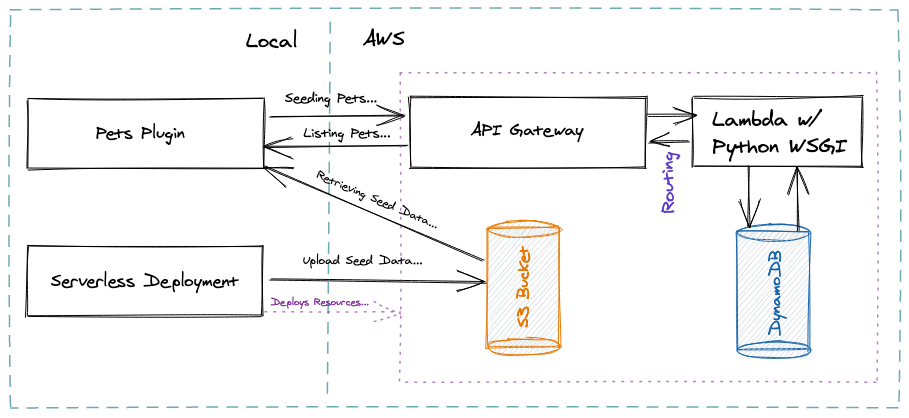 Local
AWS
Seeding Pets...
Pets Plugin
Listing Pets...
API Gateway
Lambda w/
Python WSGI
Routing
Retrieving Seed Data...
Serverless Deployment
Upload Seed Data...
Deploys Resources...
S3 Bucket
DynamoDB